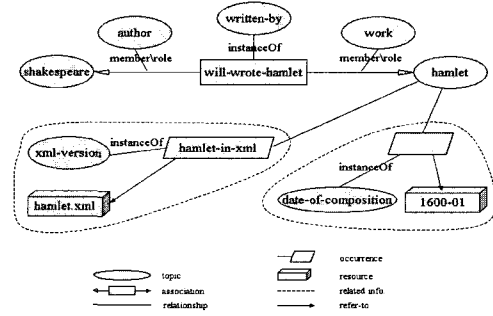 written-by
author
work
instanceOf
member\role
member\role
shakespeare
will-wrote-hamlet
hamlet
instanceOf
hamlet-in-xml
xml-version
instanceOf
hamlet.xml
date-of-composition
1600-01
occurrence
topic
resource
association
related info.
relationship
refer-to